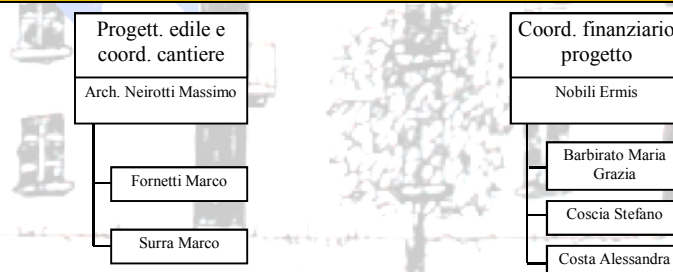 Progett. edile e
coord. cantiere
Arch. Neirotti Massimo
Fornetti Marco
Surra Marco
Coord. finanziario
progetto
Nobili Ermis
Barbirato Maria
Grazia
Coscia Stefano
Costa Alessandra